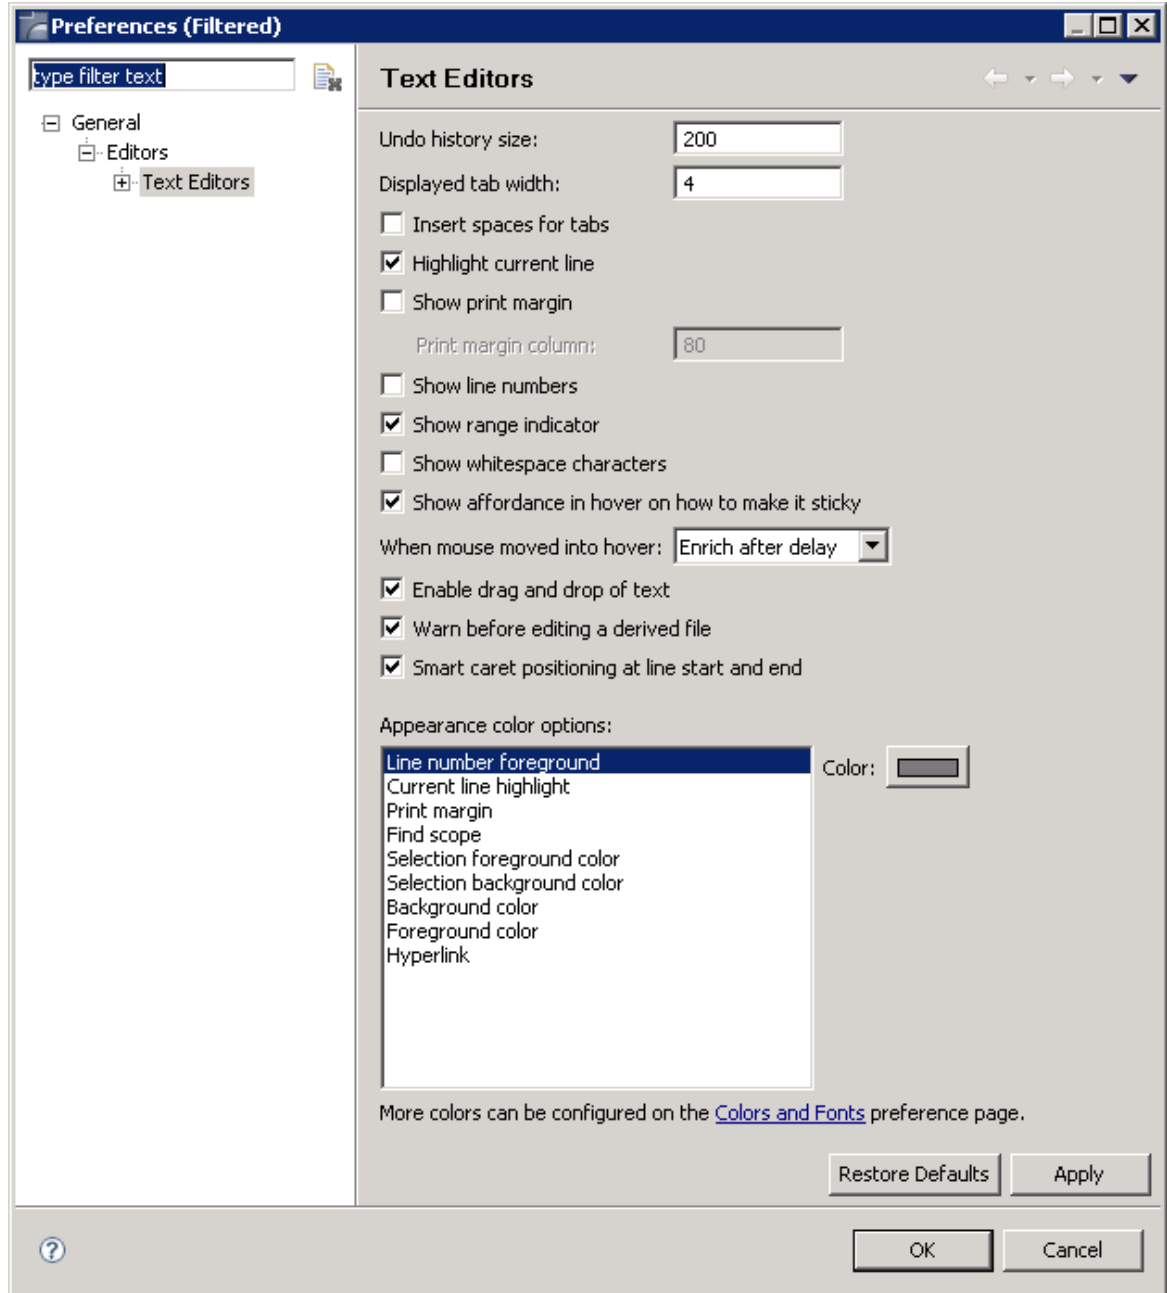 Preferences (Filtered)
type filter text
General
Editors
Text Editors
Text Editors
Undo history size: 200
Displayed tab width: 4
Insert spaces for tabs
Highlight current line
Show print margin
Print margin column: 80
Show line numbers
Show range indicator
Show whitespace characters
Show affordance in hover on how to make it sticky
When mouse moved into hover: Enrich after delay
Enable drag and drop of text
Warn before editing a derived file
Smart caret positioning at line start and end
Appearance color options:
Line number foreground
Current line highlight
Print margin
Find scope
Selection foreground color
Selection background color
Background color
Foreground color
Hyperlink
Color:
More colors can be configured on the Colors and Fonts preference page.
Restore Defaults Apply
? OK Cancel